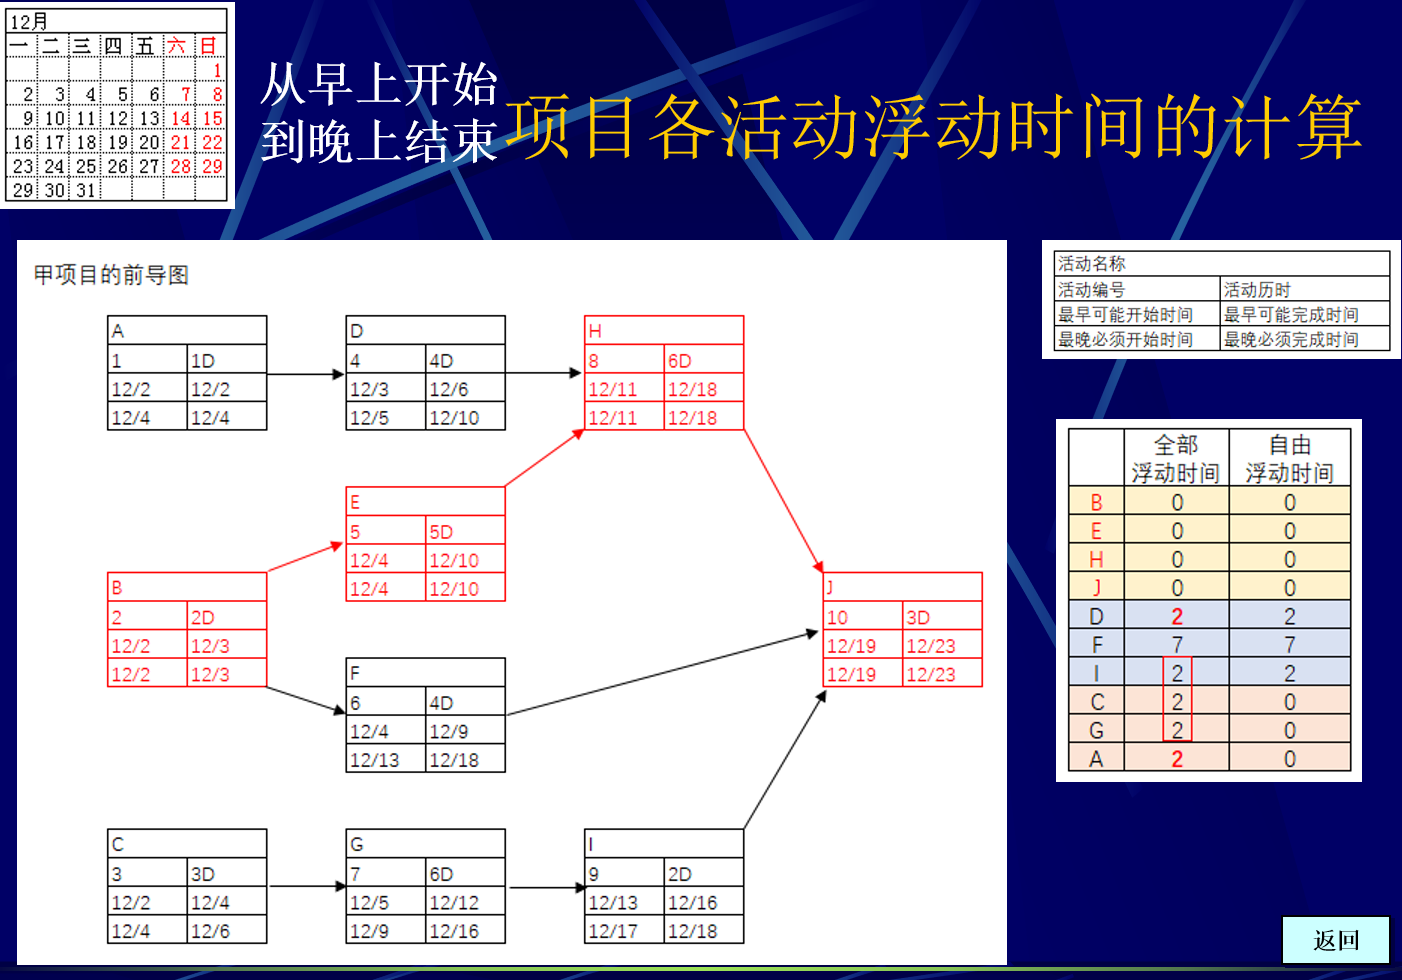 12月
一 二 三 四 五 六 日
1
2 3 4 5 6 7 8
9 10 11 12 13 14 15
16 17 18 19 20 21 22
23 24 25 26 27 28 29
29 30 31
从早上开始
到晚上结束
项目各活动浮动时间的计算
甲项目的前导图
A
1 1D
12/2 12/2
12/4 12/4
D
4 4D
12/3 12/6
12/5 12/10
H
8 6D
12/11 12/18
12/11 12/18
E
5 5D
12/4 12/10
12/4 12/10
B
2 2D
12/2 12/3
12/2 12/3
J
10 3D
12/19 12/23
12/19 12/23
F
6 4D
12/4 12/9
12/13 12/18
C
3 3D
12/2 12/4
12/4 12/6
G
7 6D
12/5 12/12
12/9 12/16
I
9 2D
12/13 12/16
12/17 12/18
活动名称
活动编号 活动历时
最早可能开始时间 最早可能完成时间
最晚必须开始时间 最晚必须完成时间
全部 自由
浮动时间 浮动时间
B 0 0
E 0 0
H 0 0
J 0 0
D 2 2
F 7 7
I 2 2
C 2 0
G 2 0
A 2 0
返回